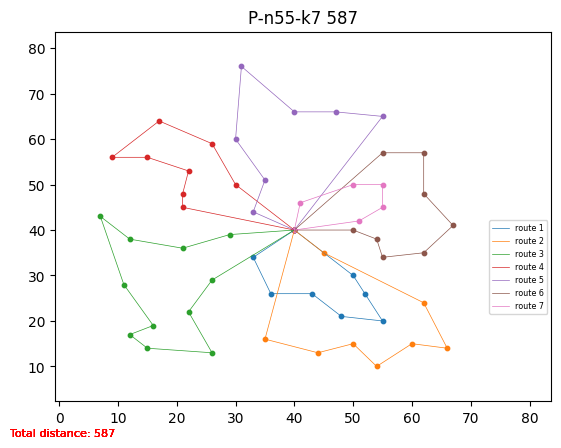 P-n55-k7 587
80
70
60
50
40
30
20
10
0 10 20 30 40 50 60 70 80
route 1
route 2
route 3
route 4
route 5
route 6
route 7
Total distance: 587